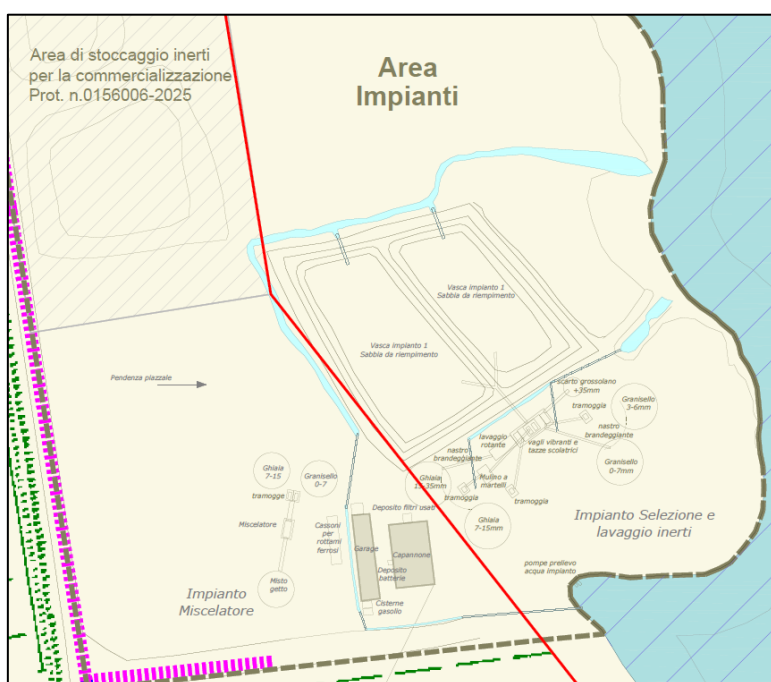 Area di stoccaggio inerti
per la commercializzazione
Prot. n.0156006-2025
Area
Impianti
Vasca impianto 1
Sabbia da riempimento
Vasca impianto 1
Sabbia da riempimento
Pendenza piazzale
scarto grossolano
+35mm
tramoggia
Granisello
3-6mm
nastro
brandeggiante
lavaggio
rotante
vagli vibranti e
tazze scolatrici
nastro
brandeggiante
Granisello
0-7mm
Ghiaia
7-15
Granisello
0-7
Ghiaia
15-35mm
Mulino a
martelli
tramogge
tramoggia
tramoggia
Deposito filtri usati
Ghiaia
7-15mm
Impianto Selezione e
lavaggio inerti
Miscelatore
Cassoni
per
rottami
ferrosi
Garage
Capannone
Deposito
batterie
pompe prelievo
acqua impianto
Misto
getto
Impianto
Miscelatore
Cisterne
gasolio